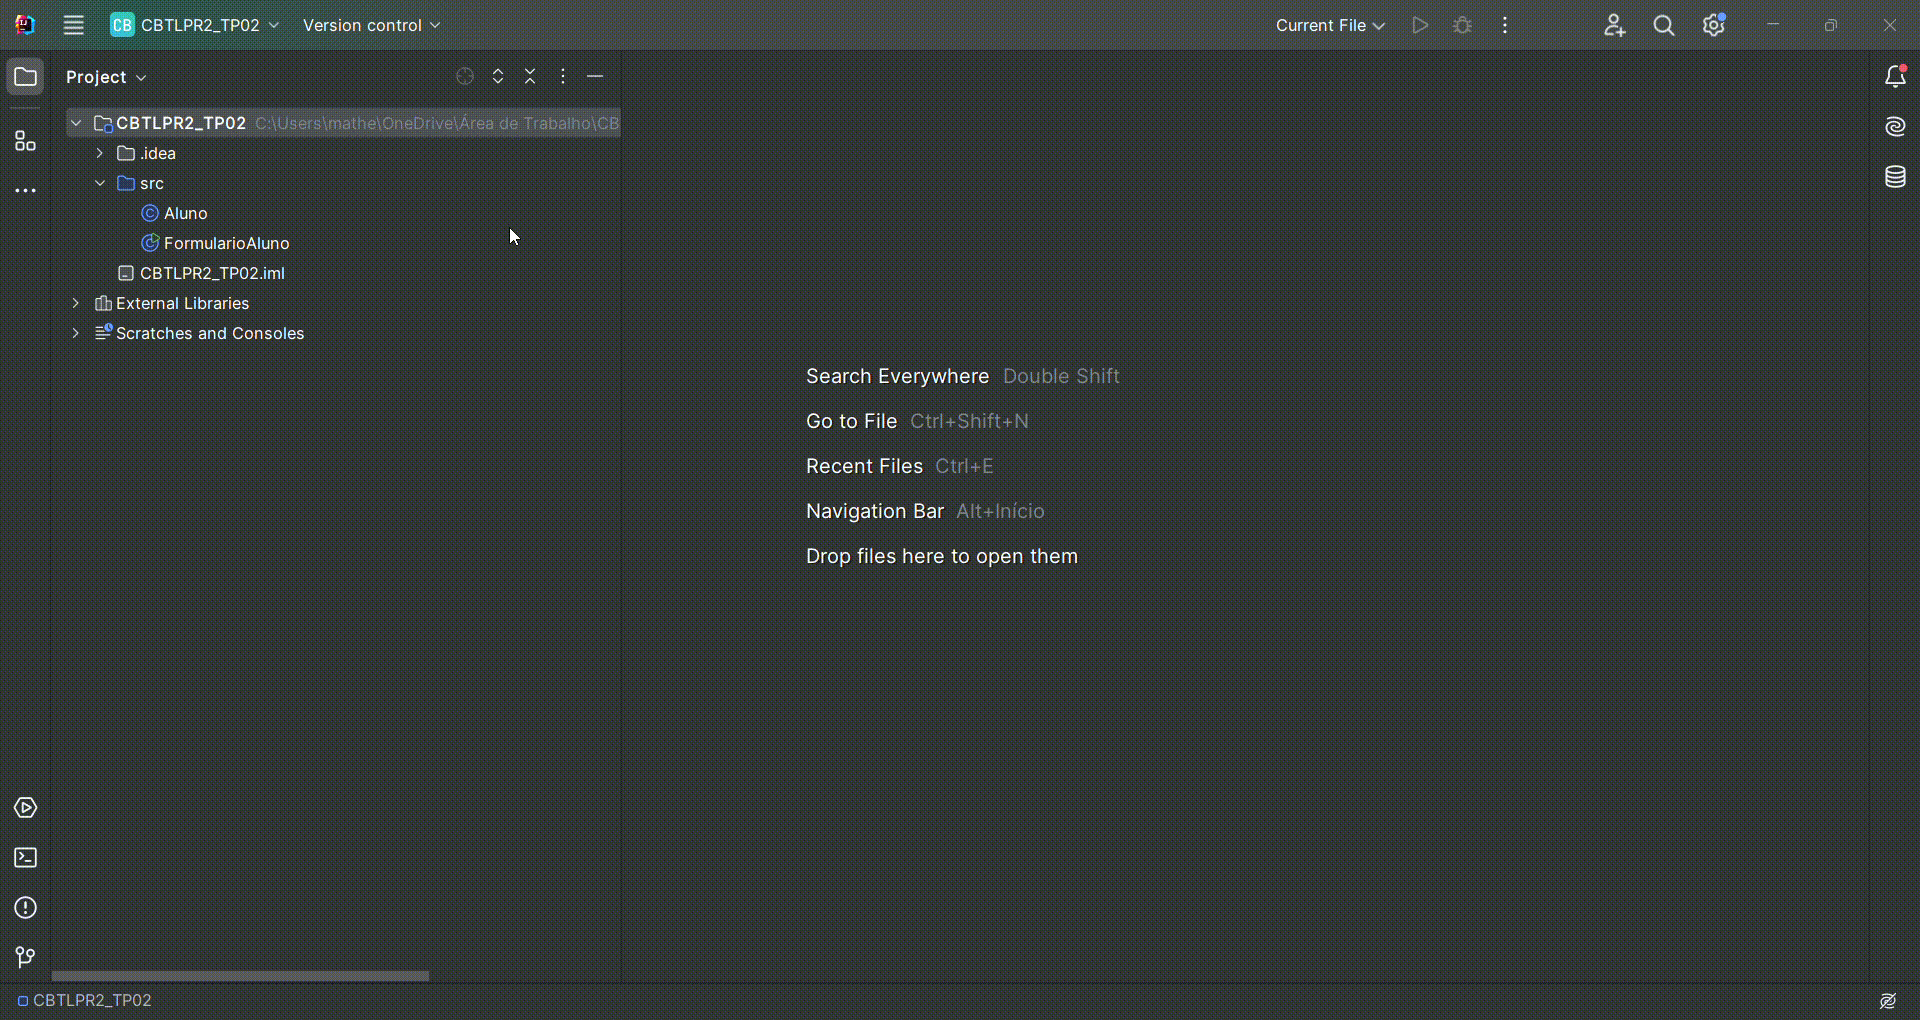 CB CBTLPR2_TP02 Version control Current File
Project
CBTLPR2_TP02 C:\Users\mathe\OneDrive\Área de Trabalho\CB
.idea
src
Aluno
FormularioAluno
CBTLPR2_TP02.iml
External Libraries
Scratches and Consoles
Search Everywhere Double Shift
Go to File Ctrl+Shift+N
Recent Files Ctrl+E
Navigation Bar Alt+Início
Drop files here to open them
CBTLPR2_TP02